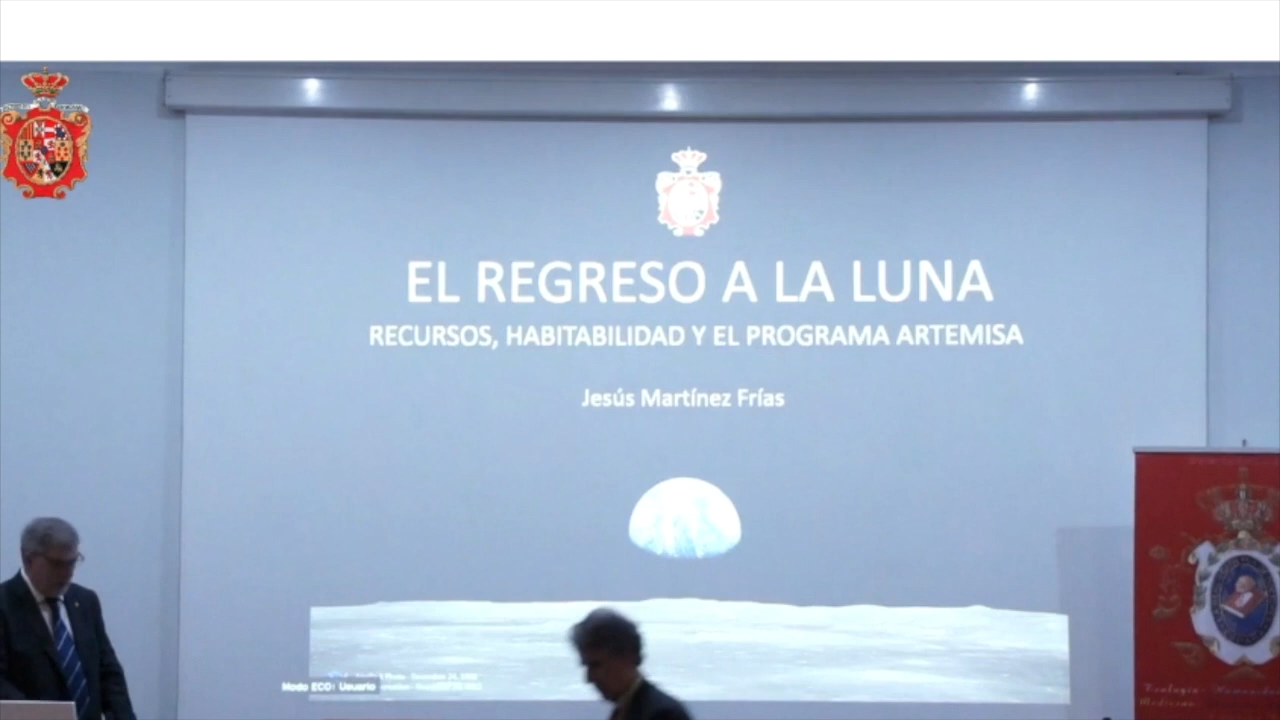 EL REGRESO A LA LUNA
RECURSOS, HABITABILIDAD Y EL PROGRAMA ARTEMISA
Jesús Martínez Frías
Modo ECO: Usuario